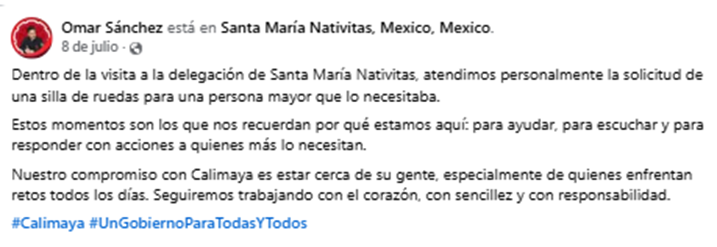 Omar Sánchez está en Santa María Nativitas, Mexico, Mexico.
8 de julio ·
Dentro de la visita a la delegación de Santa María Nativitas, atendimos personalmente la solicitud de
una silla de ruedas para una persona mayor que lo necesitaba.
Estos momentos son los que nos recuerdan por qué estamos aquí: para ayudar, para escuchar y para
responder con acciones a quienes más lo necesitan.
Nuestro compromiso con Calimaya es estar cerca de su gente, especialmente de quienes enfrentan
retos todos los días. Seguiremos trabajando con el corazón, con sencillez y con responsabilidad.
#Calimaya #UnGobiernoParaTodasYTodos